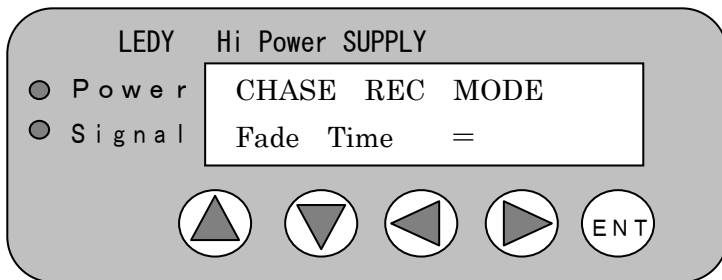 LEDY Hi Power SUPPLY
Power CHASE REC MODE
Signal Fade Time =
ENT